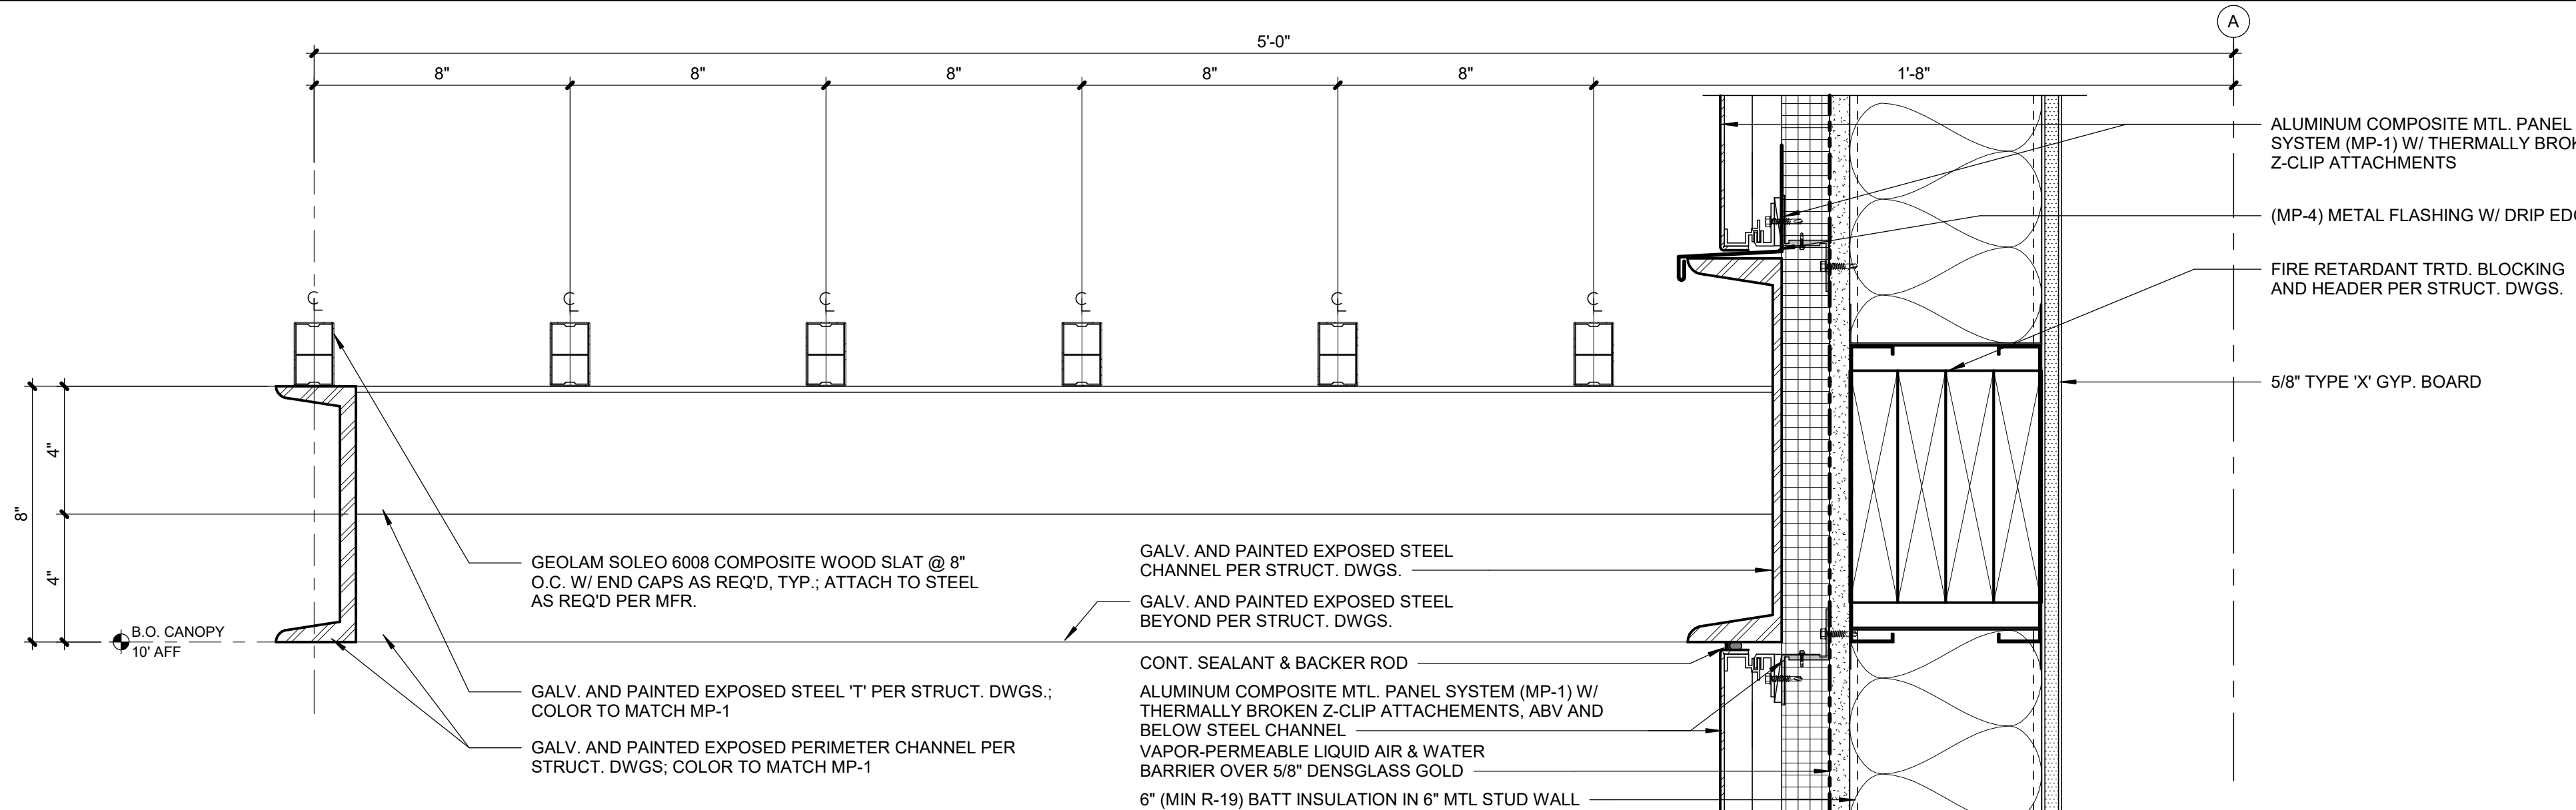 A
5'-0"
8"
8"
8"
8"
8"
1'-8"
ALUMINUM COMPOSITE MTL. PANEL
SYSTEM (MP-1) W/ THERMALLY
Z-CLIP ATTACHMENTS
(MP-4) METAL FLASHING W/ DRIP
FIRE RETARDANT TRTD. BLOCKING
AND HEADER PER STRUCT. DWGS.
5/8" TYPE 'X' GYP. BOARD
CL
CL
CL
CL
CL
CL
8"
4"
4"
B.O. CANOPY
10' AFF
GEOLAM SOLEO 6008 COMPOSITE WOOD SLAT @ 8"
O.C. W/ END CAPS AS REQ'D, TYP.; ATTACH TO STEEL
AS REQ'D PER MFR.
GALV. AND PAINTED EXPOSED STEEL 'T' PER STRUCT. DWGS.;
COLOR TO MATCH MP-1
GALV. AND PAINTED EXPOSED PERIMETER CHANNEL PER
STRUCT. DWGS; COLOR TO MATCH MP-1
GALV. AND PAINTED EXPOSED STEEL
CHANNEL PER STRUCT. DWGS.
GALV. AND PAINTED EXPOSED STEEL
BEYOND PER STRUCT. DWGS.
CONT. SEALANT & BACKER ROD
ALUMINUM COMPOSITE MTL. PANEL SYSTEM (MP-1) W/
THERMALLY BROKEN Z-CLIP ATTACHEMENTS, ABV AND
BELOW STEEL CHANNEL
VAPOR-PERMEABLE LIQUID AIR & WATER
BARRIER OVER 5/8" DENSGLASS GOLD
6" (MIN R-19) BATT INSULATION IN 6" MTL STUD WALL